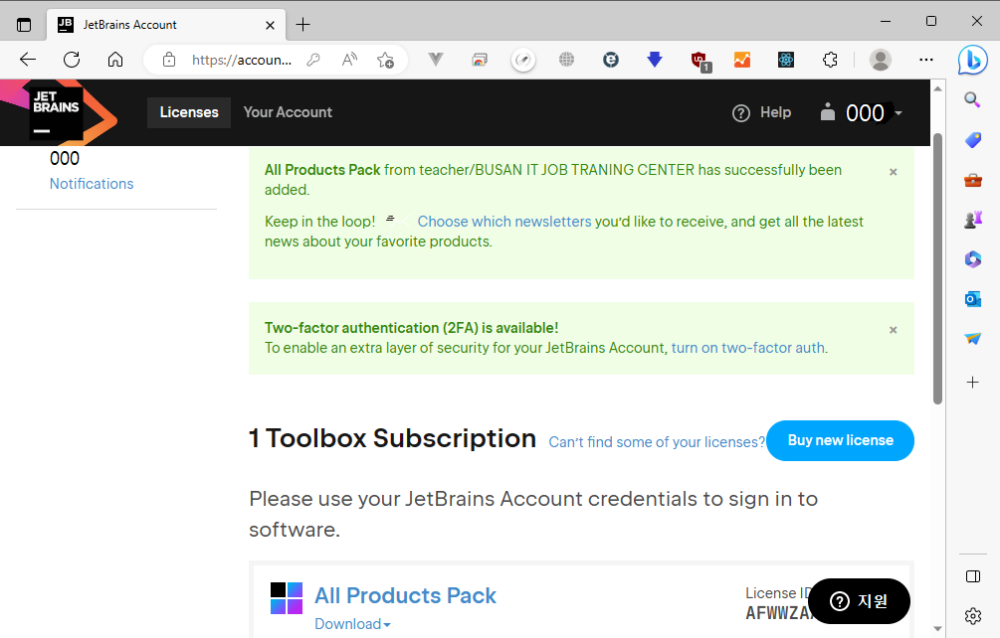 JB
JetBrains Account
https://accoun...
1
JET
BRAINS
Licenses
Your Account
Help
000
000
Notifications
All Products Pack from teacher/BUSAN IT JOB TRANING CENTER has successfully been
added.
Keep in the loop! Choose which newsletters you'd like to receive, and get all the latest
news about your favorite products.
Two-factor authentication (2FA) is available!
To enable an extra layer of security for your JetBrains Account, turn on two-factor auth.
1 Toolbox Subscription
Can't find some of your licenses?
Buy new license
Please use your JetBrains Account credentials to sign in to
software.
All Products Pack
Download
License ID
AFWWZA
지원